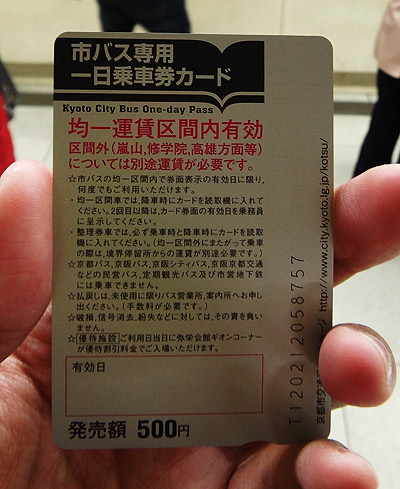 市バス専用
一日乗車券カード
Kyoto City Bus One-day Pass
均一運賃区間内有効
区間外(嵐山,修学院,高雄方面等)
については別途運賃が必要です。
☆市バスの均一区間内で券面表示の有効日に限り,
何度でもご利用いただけます。
・均一区間車では,降車時にカードを読取機に入れて
ください。2回目以降は,カード券面の有効日を乗務員
に呈示してください。
・整理券車では,必ず乗車時と降車時にカードを読取
機に入れてください。(均一区間外にまたがって乗車
の際は,境界停留所からの運賃が別途必要です。)
☆京都バス,京阪バス,京阪シティバス,京阪京都交通
などの民営バス,定期観光バス及び市営地下鉄
には乗車できません。
☆払戻しは,未使用に限りバス営業所,案内所へお申し
出ください。(手数料が必要です。)
☆破損,信号消去,紛失などに対しては,その責を負い
ません。
☆優待施設 ご利用日当日に弥栄会館ギオンコーナー
が優待割引料金でご入場いただけます。
有効日
発売額 500円
T1202120587 57
京都市交通局 ージ http://www.city.kyoto.lg.jp/kotsu/